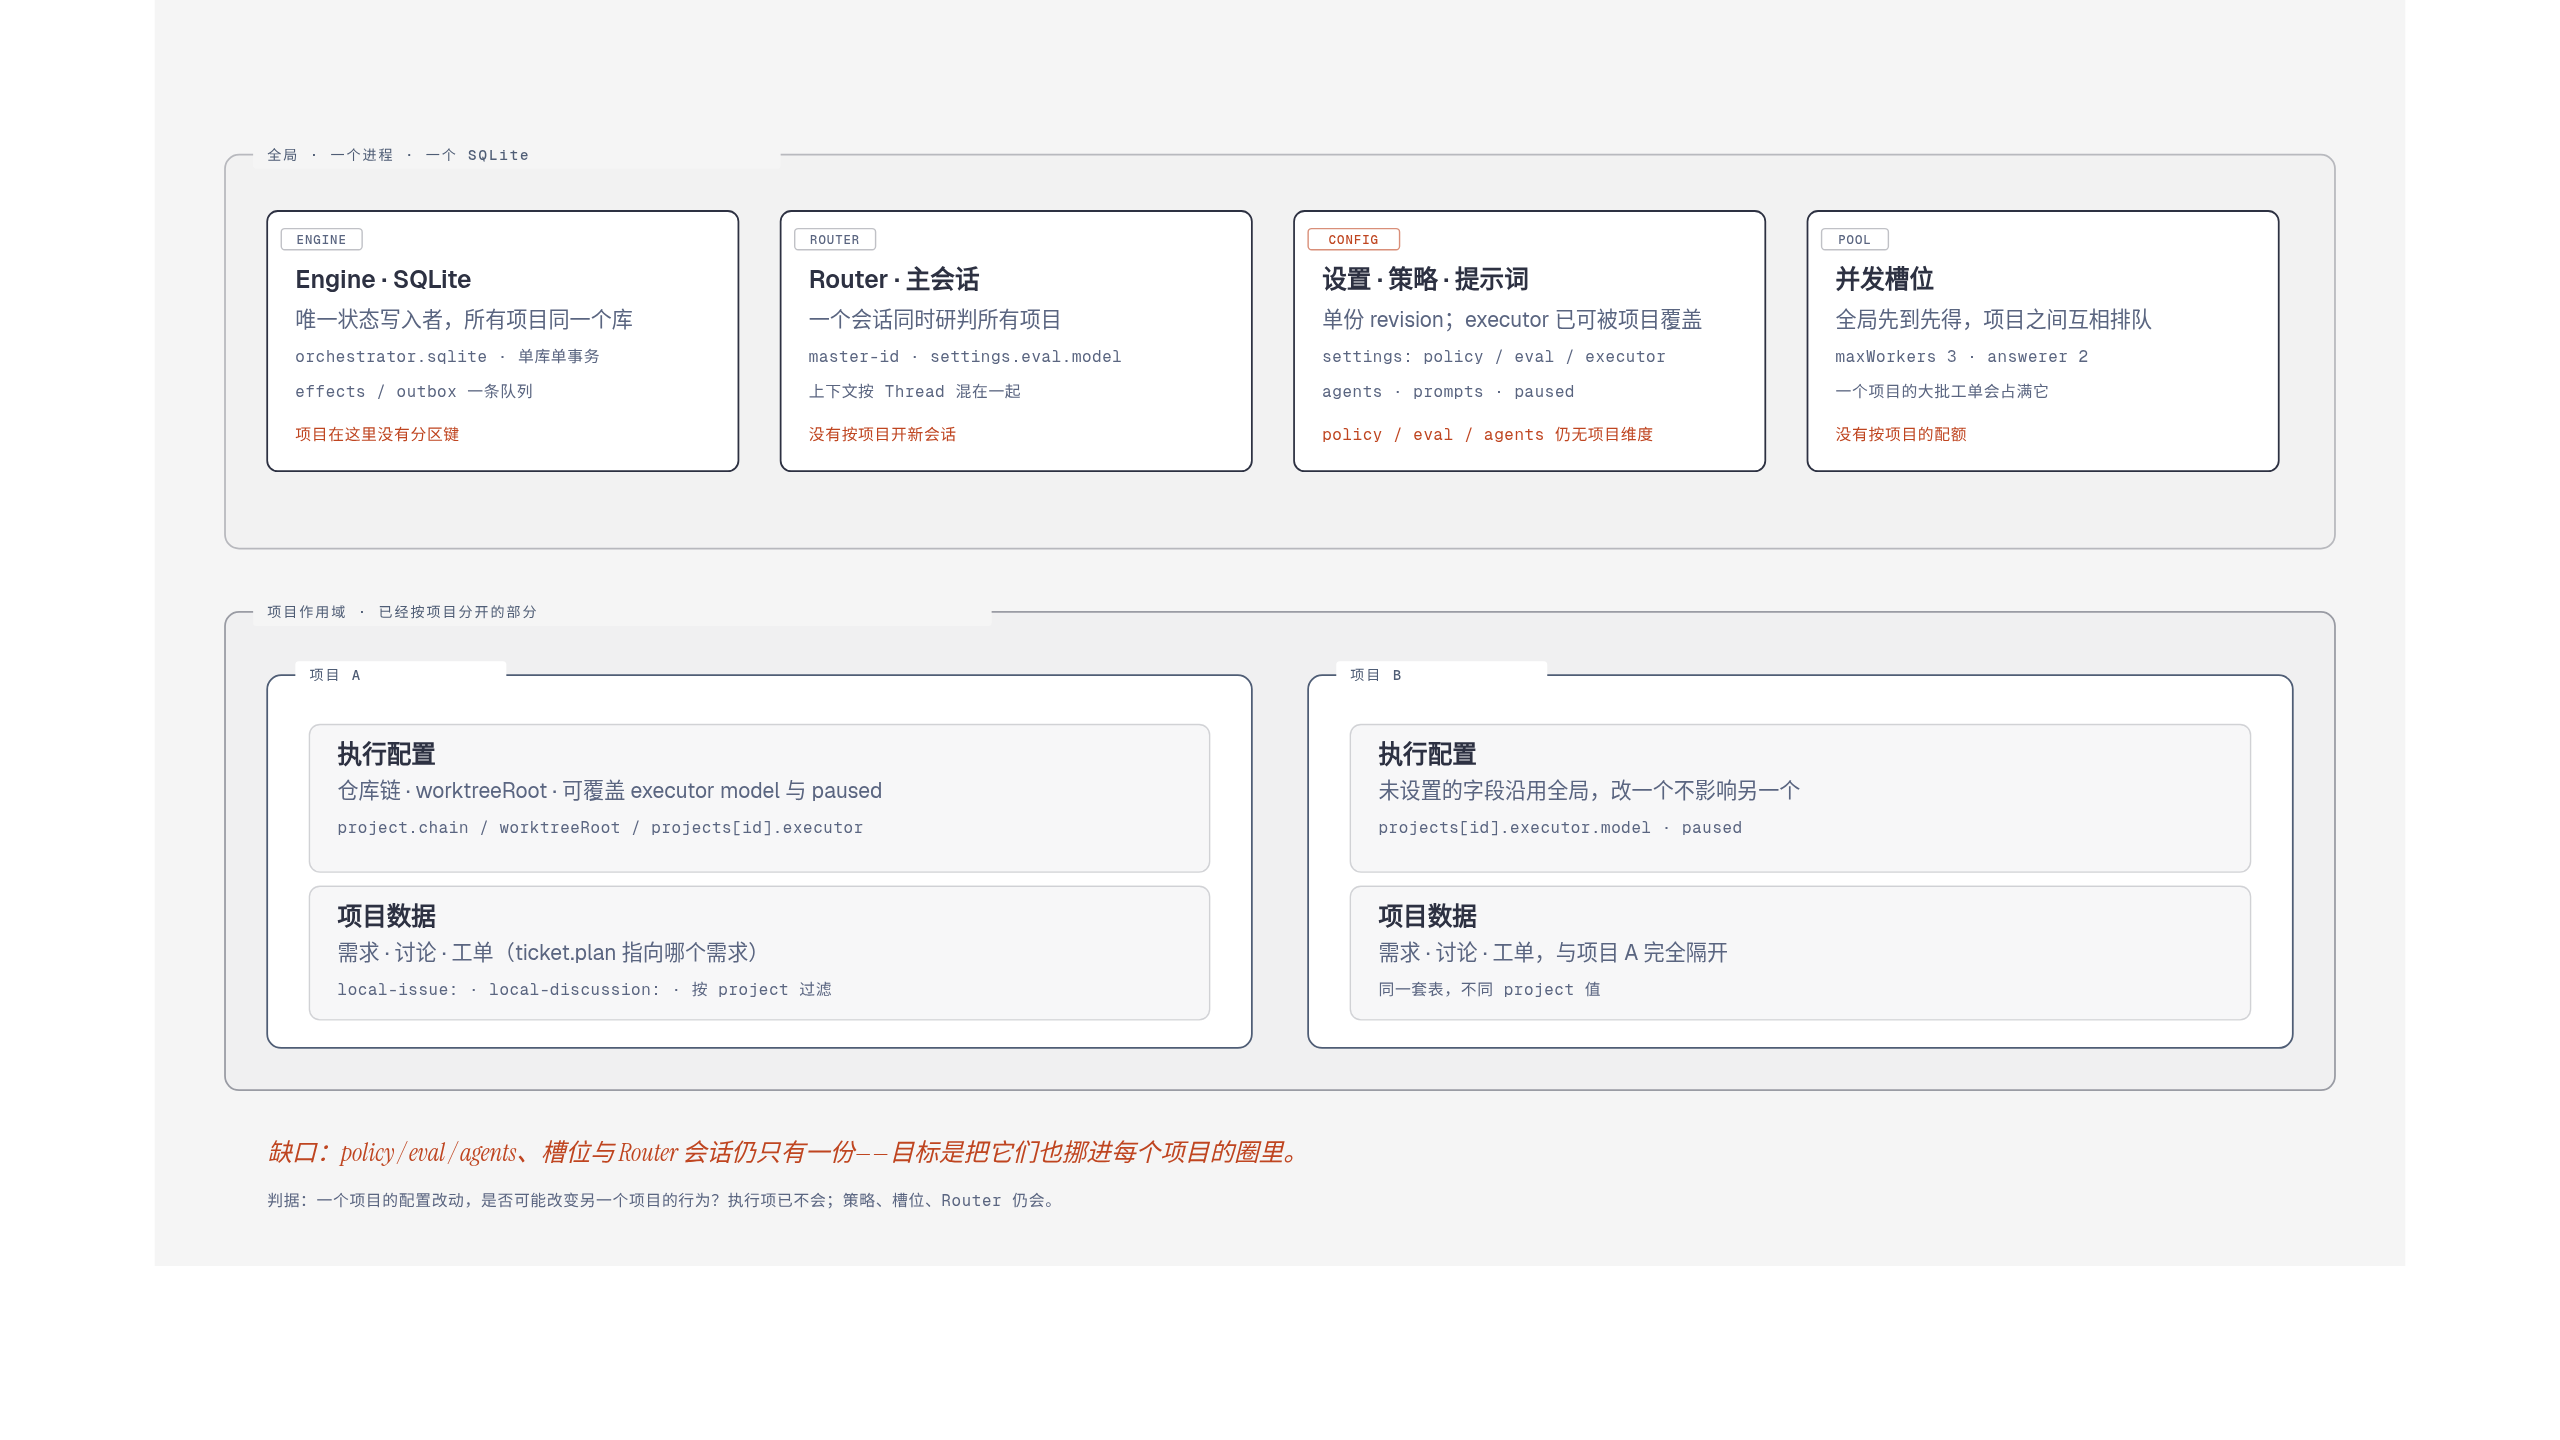 全局 · 一个进程 · 一个 SQLite
ENGINE
Engine · SQLite
唯一状态写入者，所有项目同一个库
orchestrator.sqlite · 单库单事务
effects / outbox 一条队列
项目在这里没有分区键
ROUTER
Router · 主会话
一个会话同时研判所有项目
master-id · settings.eval.model
上下文按 Thread 混在一起
没有按项目开新会话
CONFIG
设置 · 策略 · 提示词
单份 revision；executor 已可被项目覆盖
settings: policy / eval / executor
agents · prompts · paused
policy / eval / agents 仍无项目维度
POOL
并发槽位
全局先到先得，项目之间互相排队
maxWorkers 3 · answerer 2
一个项目的大批工单会占满它
没有按项目的配额
项目作用域 · 已经按项目分开的部分
项目 A
执行配置
仓库链 · worktreeRoot · 可覆盖 executor model 与 paused
project.chain / worktreeRoot / projects[id].executor
项目数据
需求 · 讨论 · 工单（ticket.plan 指向哪个需求）
local-issue: · local-discussion: · 按 project 过滤
项目 B
执行配置
未设置的字段沿用全局，改一个不影响另一个
projects[id].executor.model · paused
项目数据
需求 · 讨论 · 工单，与项目 A 完全隔开
同一套表，不同 project 值
缺口：policy / eval / agents、槽位与 Router 会话仍只有一份——目标是把它们也挪进每个项目的圈里。
判据：一个项目的配置改动，是否可能改变另一个项目的行为？执行项已不会；策略、槽位、Router 仍会。